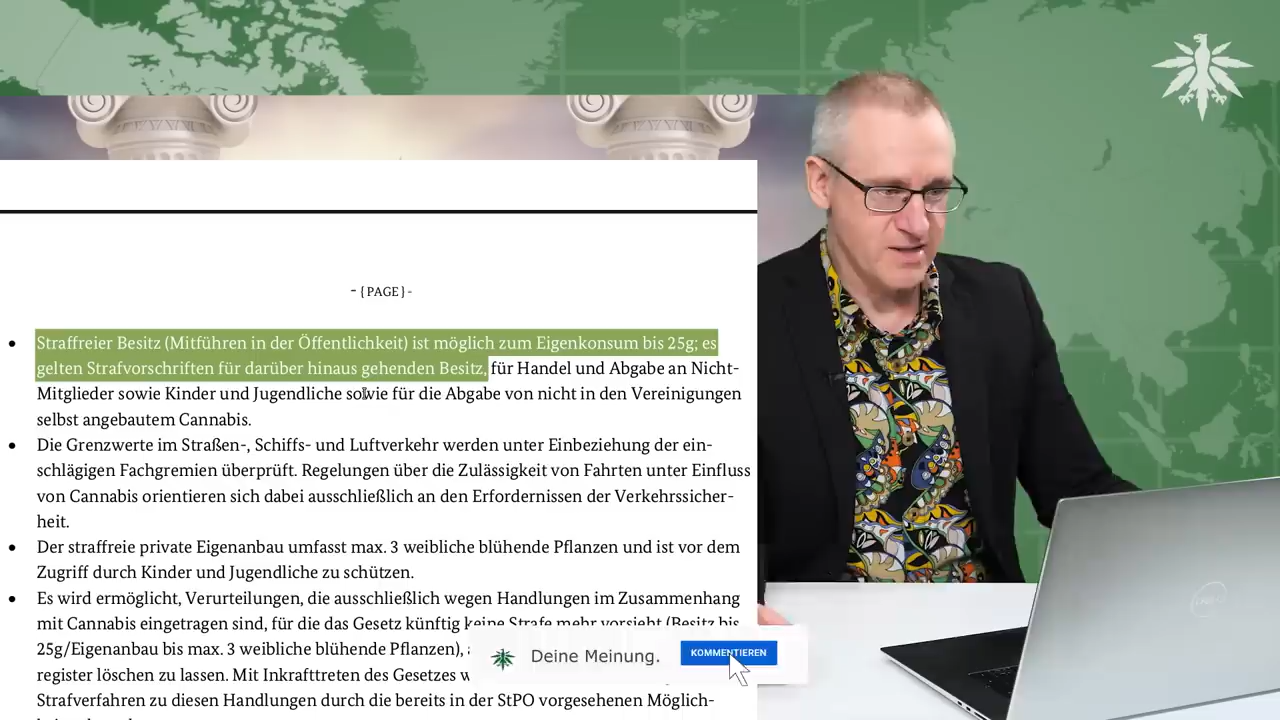 - {PAGE}-
• Straffreier Besitz (Mitführen in der Öffentlichkeit) ist möglich zum Eigenkonsum bis 25g; es
gelten Strafvorschriften für darüber hinaus gehenden Besitz, für Handel und Abgabe an Nicht-
Mitglieder sowie Kinder und Jugendliche sowie für die Abgabe von nicht in den Vereinigungen
selbst angebautem Cannabis.
• Die Grenzwerte im Straßen-, Schiffs- und Luftverkehr werden unter Einbeziehung der ein-
schlägigen Fachgremien überprüft. Regelungen über die Zulässigkeit von Fahrten unter Einfluss
von Cannabis orientieren sich dabei ausschließlich an den Erfordernissen der Verkehrssicher-
heit.
• Der straffreie private Eigenanbau umfasst max. 3 weibliche blühende Pflanzen und ist vor dem
Zugriff durch Kinder und Jugendliche zu schützen.
• Es wird ermöglicht, Verurteilungen, die ausschließlich wegen Handlungen im Zusammenhang
mit Cannabis eingetragen sind, für die das Gesetz künftig keine Strafe mehr vorsieht (Besitz bis
25g/Eigenanbau bis max. 3 weibliche blühende Pflanzen),
register löschen zu lassen. Mit Inkrafttreten des Gesetzes
Strafverfahren zu diesen Handlungen durch die bereits in der StPO vorgesehenen Möglich-
Deine Meinung.
KOMMENTIEREN